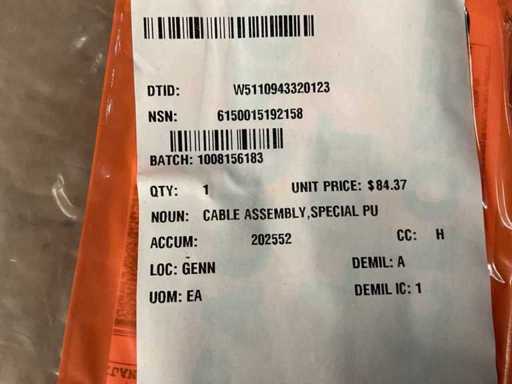 DTID: W5110943320123
NSN: 6150015192158
BATCH: 1008156183
QTY: 1 UNIT PRICE: $84.37
NOUN: CABLE ASSEMBLY,SPECIAL PU
ACCUM: 202552 CC: H
LOC: GENN DEMIL: A
UOM: EA DEMIL IC: 1